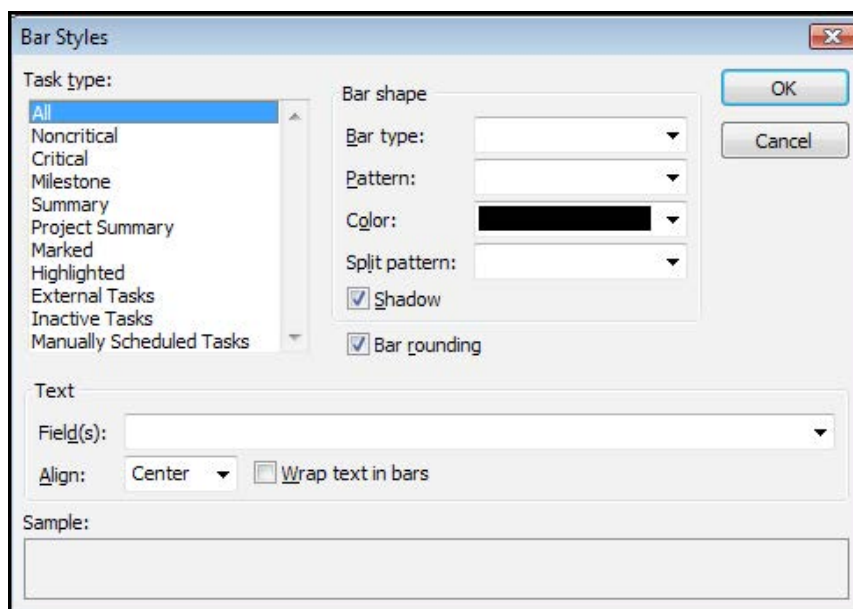 Bar Styles
Task type:
All
Noncritical
Critical
Milestone
Summary
Project Summary
Marked
Highlighted
External Tasks
Inactive Tasks
Manually Scheduled Tasks
Bar shape
Bar type:
Pattern:
Color:
Split pattern:
Shadow
Bar rounding
OK
Cancel
Text
Field(s):
Align: Center Wrap text in bars
Sample: